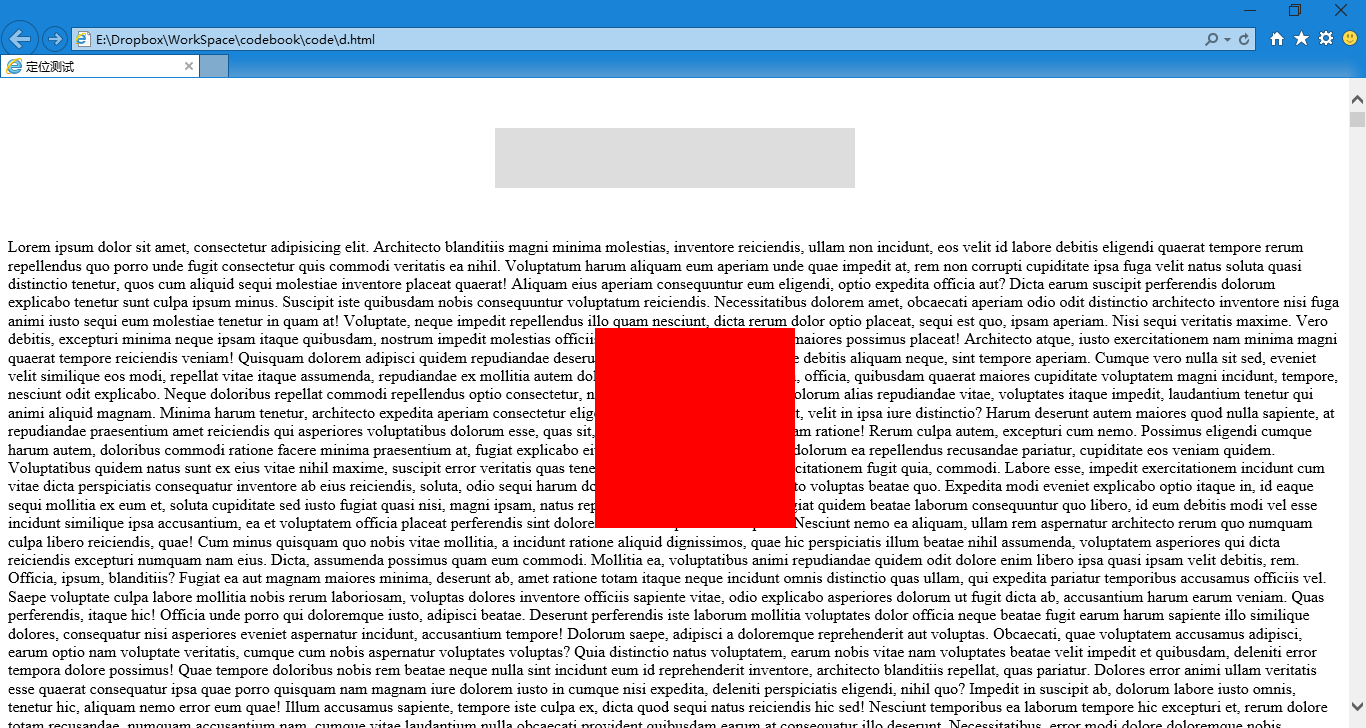 E:\Dropbox\WorkSpace\codebook\code\d.html
定位测试
Lorem ipsum dolor sit amet, consectetur adipisicing elit. Architecto blanditiis magni minima molestias, inventore reiciendis, ullam non incidunt, eos velit id labore debitis eligendi quaerat tempore rerum
repellendus quo porro unde fugit consectetur quis commodi veritatis ea nihil. Voluptatum harum aliquam eum aperiam unde quae impedit at, rem non corrupti cupiditate ipsa fuga velit natus soluta quasi
distinctio tenetur, quos cum aliquid sequi molestiae inventore placeat quaerat! Aliquam eius aperiam consequuntur eum eligendi, optio expedita officia aut? Dicta earum suscipit perferendis dolorum
explicabo tenetur sunt culpa ipsum minus. Suscipit iste quibusdam nobis consequuntur voluptatum reiciendis. Necessitatibus dolorem amet, obcaecati aperiam odio odit distinctio architecto inventore nisi fuga
animi iusto sequi eum molestiae tenetur in quam at! Voluptate, neque impedit repellendus illo quam nesciunt, dicta rerum dolor optio placeat, sequi est quo, ipsam aperiam. Nisi sequi veritatis maxime. Vero
debitis, excepturi minima neque ipsam itaque quibusdam, nostrum impedit molestias officiis maiores possimus placeat! Architecto atque, iusto exercitationem nam minima magni
quaerat tempore reiciendis veniam! Quisquam dolorem adipisci quidem repudiandae deseru e debitis aliquam neque, sint tempore aperiam. Cumque vero nulla sit sed, eveniet
velit similique eos modi, repellat vitae itaque assumenda, repudiandae ex mollitia autem dol , officia, quibusdam quaerat maiores cupiditate voluptatem magni incidunt, tempore,
nesciunt odit explicabo. Neque doloribus repellat commodi repellendus optio consectetur, n dolorum alias repudiandae vitae, voluptates itaque impedit, laudantium tenetur qui
animi aliquid magnam. Minima harum tenetur, architecto expedita aperiam consectetur elig t, velit in ipsa iure distinctio? Harum deserunt autem maiores quod nulla sapiente, at
repudiandae praesentium amet reiciendis qui asperiores voluptatibus dolorum esse, quas sit, am ratione! Rerum culpa autem, excepturi cum nemo. Possimus eligendi cumque
harum autem, doloribus commodi ratione facere minima praesentium at, fugiat explicabo ei dolorum ea repellendus recusandae pariatur, cupiditate eos veniam quidem.
Voluptatibus quidem natus sunt ex eius vitae nihil maxime, suscipit error veritatis quas tene citationem fugit quia, commodi. Labore esse, impedit exercitationem incidunt cum
vitae dicta perspiciatis consequatur inventore ab eius reiciendis, soluta, odio sequi harum do to voluptas beatae quo. Expedita modi eveniet explicabo optio itaque in, id eaque
sequi mollitia ex eum et, soluta cupiditate sed iusto fugiat quasi nisi, magni ipsam, natus rep giat quidem beatae laborum consequuntur quo libero, id eum debitis modi vel esse
incidunt similique ipsa accusantium, ea et voluptatem officia placeat perferendis sint dolore Nesciunt nemo ea aliquam, ullam rem aspernatur architecto rerum quo numquam
culpa libero reiciendis, quae! Cum minus quisquam quo nobis vitae mollitia, a incidunt ratione aliquid dignissimos, quae hic perspiciatis illum beatae nihil assumenda, voluptatem asperiores qui dicta
reiciendis excepturi numquam nam eius. Dicta, assumenda possimus quam eum commodi. Mollitia ea, voluptatibus animi repudiandae quidem odit dolore enim libero ipsa quasi ipsam velit debitis, rem.
Officia, ipsum, blanditiis? Fugiat ea aut magnam maiores minima, deserunt ab, amet ratione totam itaque neque incidunt omnis distinctio quas ullam, qui expedita pariatur temporibus accusamus officiis vel.
Saepe voluptate culpa labore mollitia nobis rerum laboriosam, voluptas dolores inventore officiis sapiente vitae, odio explicabo asperiores dolorum ut fugit dicta ab, accusantium harum earum veniam. Quas
perferendis, itaque hic! Officia unde porro qui doloremque iusto, adipisci beatae. Deserunt perferendis iste laborum mollitia voluptates dolor officia neque beatae fugit earum harum sapiente illo similique
dolores, consequatur nisi asperiores eveniet aspernatur incidunt, accusantium tempore! Dolorum saepe, adipisci a doloremque reprehenderit aut voluptas. Obcaecati, quae voluptatem accusamus adipisci,
earum optio nam voluptate veritatis, cumque cum nobis aspernatur voluptates voluptas? Quia distinctio natus voluptatem, earum nobis vitae nam voluptates beatae velit impedit et quibusdam, deleniti error
tempora dolore possimus! Quae tempore doloribus nobis rem beatae neque nulla sint incidunt eum id reprehenderit inventore, architecto blanditiis repellat, quas pariatur. Dolores error animi ullam veritatis
esse quaerat consequatur ipsa quae porro quisquam nam magnam iure dolorem iusto in cumque nisi expedita, deleniti perspiciatis eligendi, nihil quo? Impedit in suscipit ab, dolorum labore iusto omnis,
tenetur hic, aliquam nemo error eum quae! Illum accusamus sapiente, tempore iste culpa ex, dicta quod sequi natus reiciendis hic sed! Nesciunt temporibus ea laborum tempore hic excepturi et, rerum dolore
totam recusandae, numquam accusantium nam, cumque vitae laudantium nulla obcaecati provident quibusdam earum at consequatur illo deserunt. Necessitatibus, error modi dolore doloremque nobis